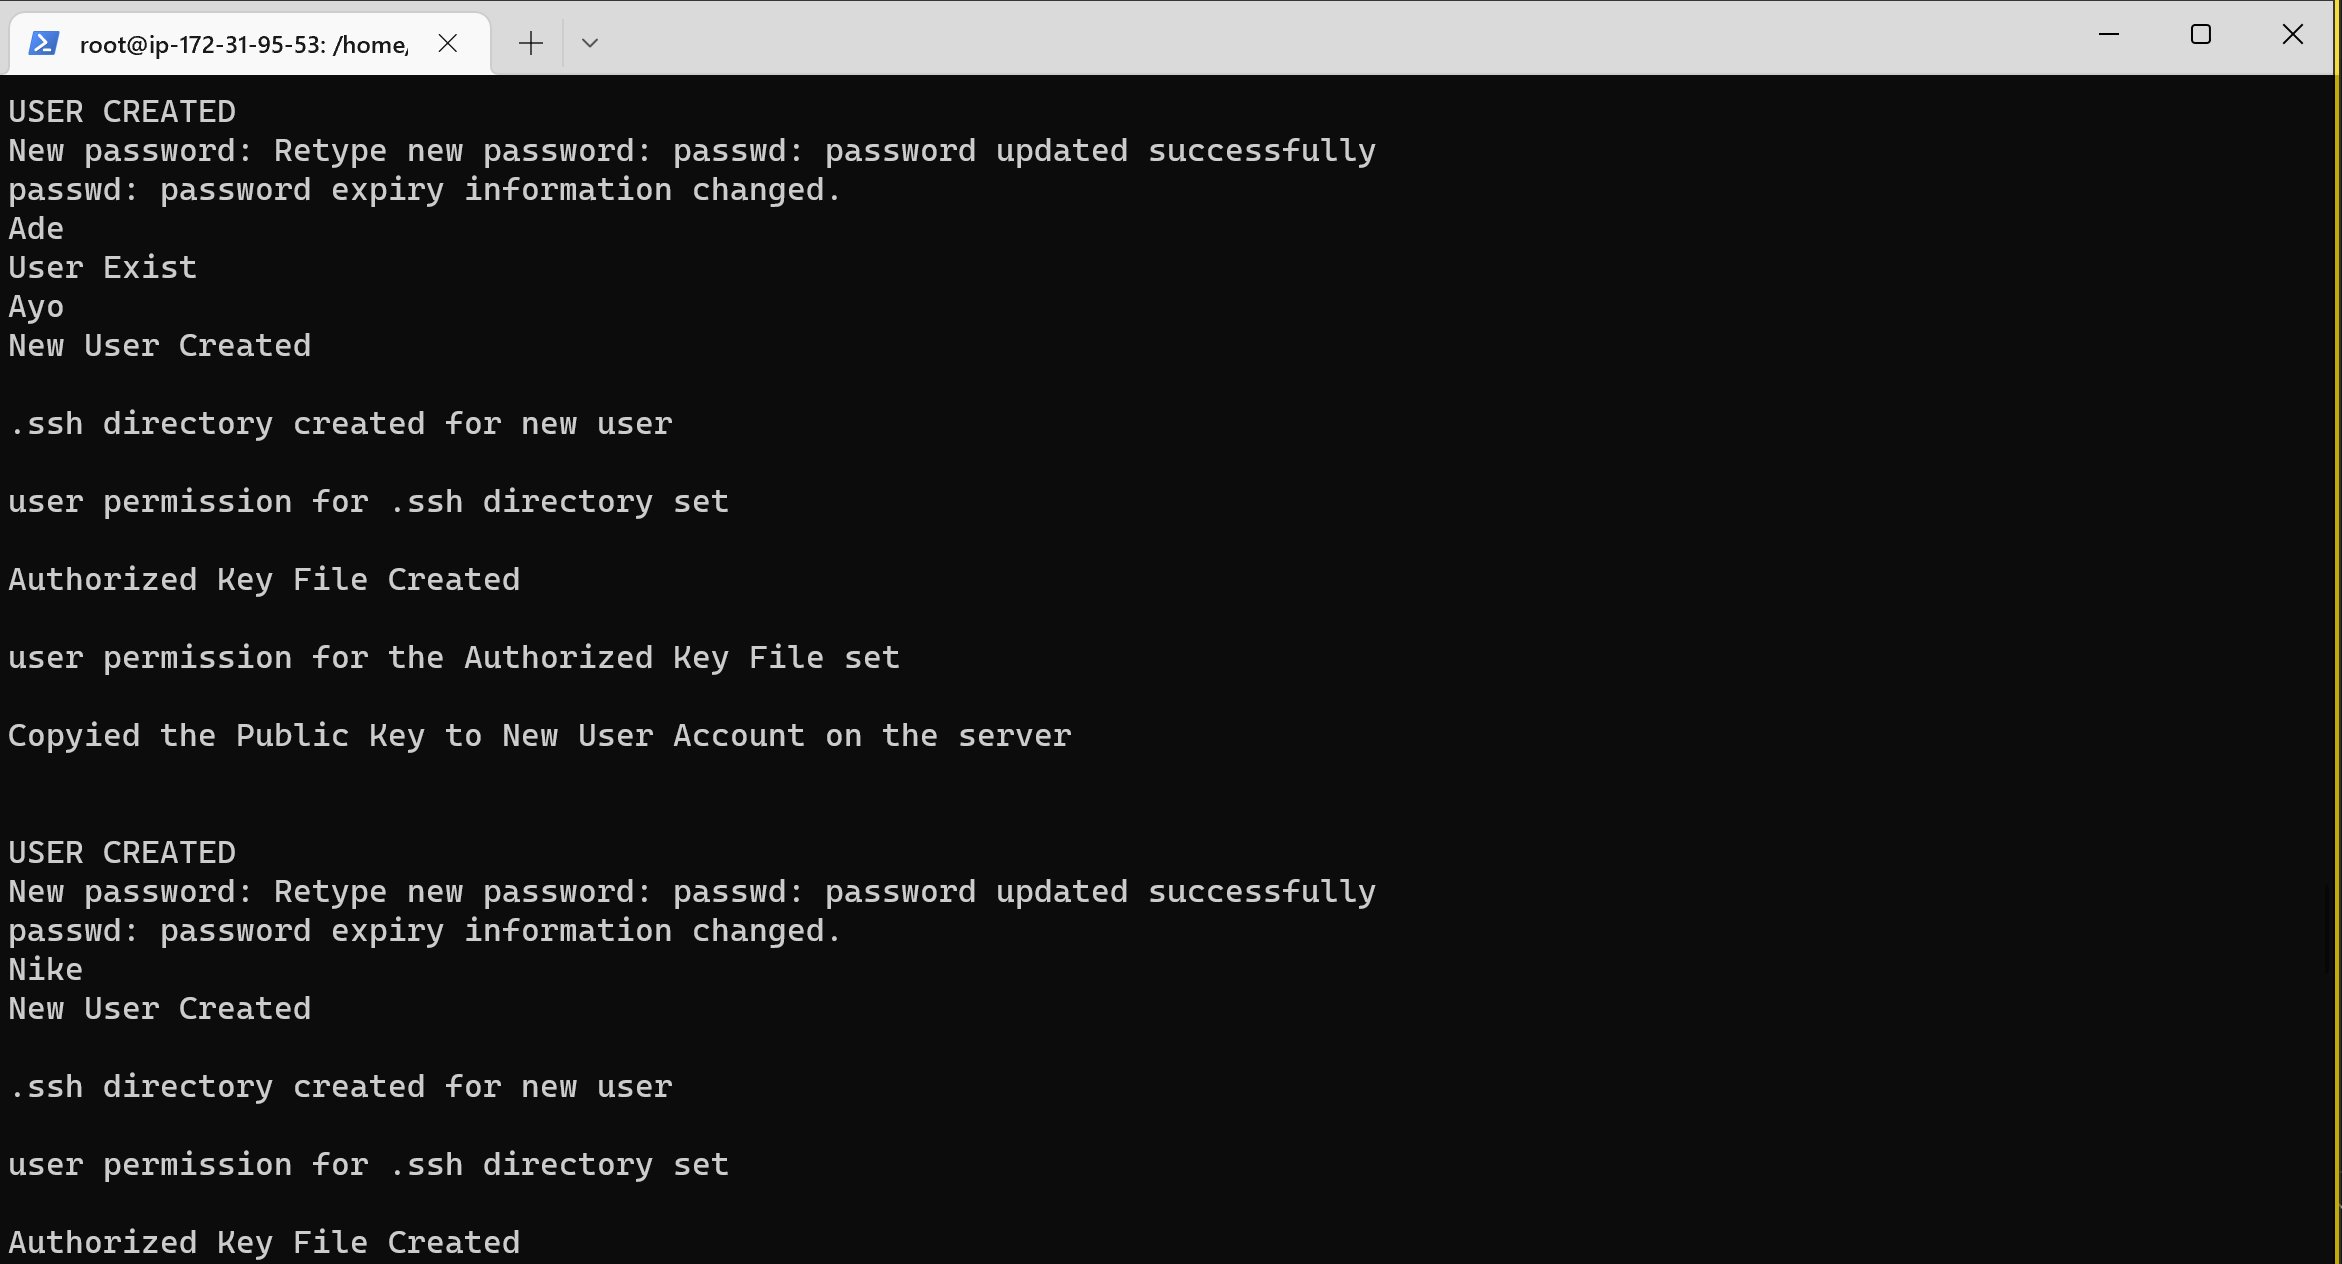 root@ip-172-31-95-53: /home/
USER CREATED
New password: Retype new password: passwd: password updated successfully
passwd: password expiry information changed.
Ade
User Exist
Ayo
New User Created
.ssh directory created for new user
user permission for .ssh directory set
Authorized Key File Created
user permission for the Authorized Key File set
Copyied the Public Key to New User Account on the server
USER CREATED
New password: Retype new password: passwd: password updated successfully
passwd: password expiry information changed.
Nike
New User Created
.ssh directory created for new user
user permission for .ssh directory set
Authorized Key File Created